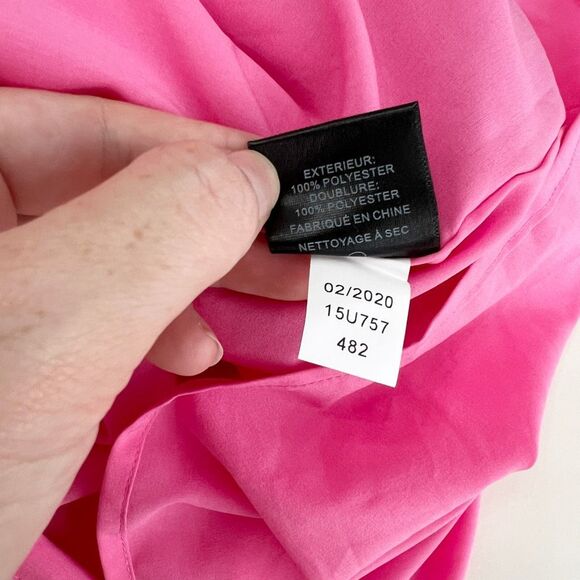 EXTERIEUR:
100% POLYESTER
DOUBLURE:
100% POLYESTER
FABRIQUÉ EN CHINE
NETTOYAGE À SEC
02/2020
15U757
482